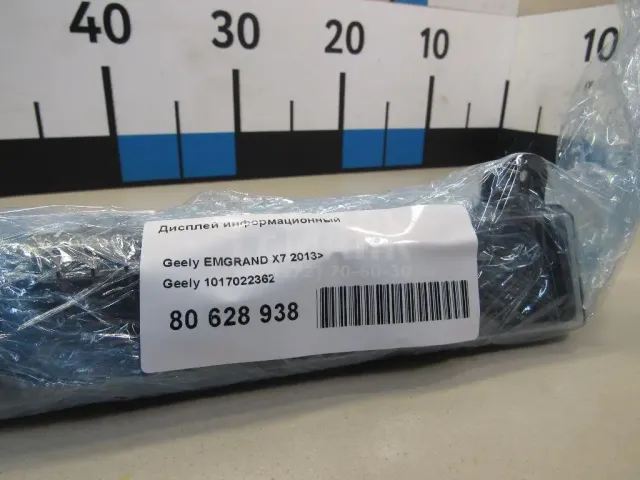 40 30 20 10 10
Дисплей информационный
Geely EMGRAND X7 2013>
Geely 1017022362
80 628 938